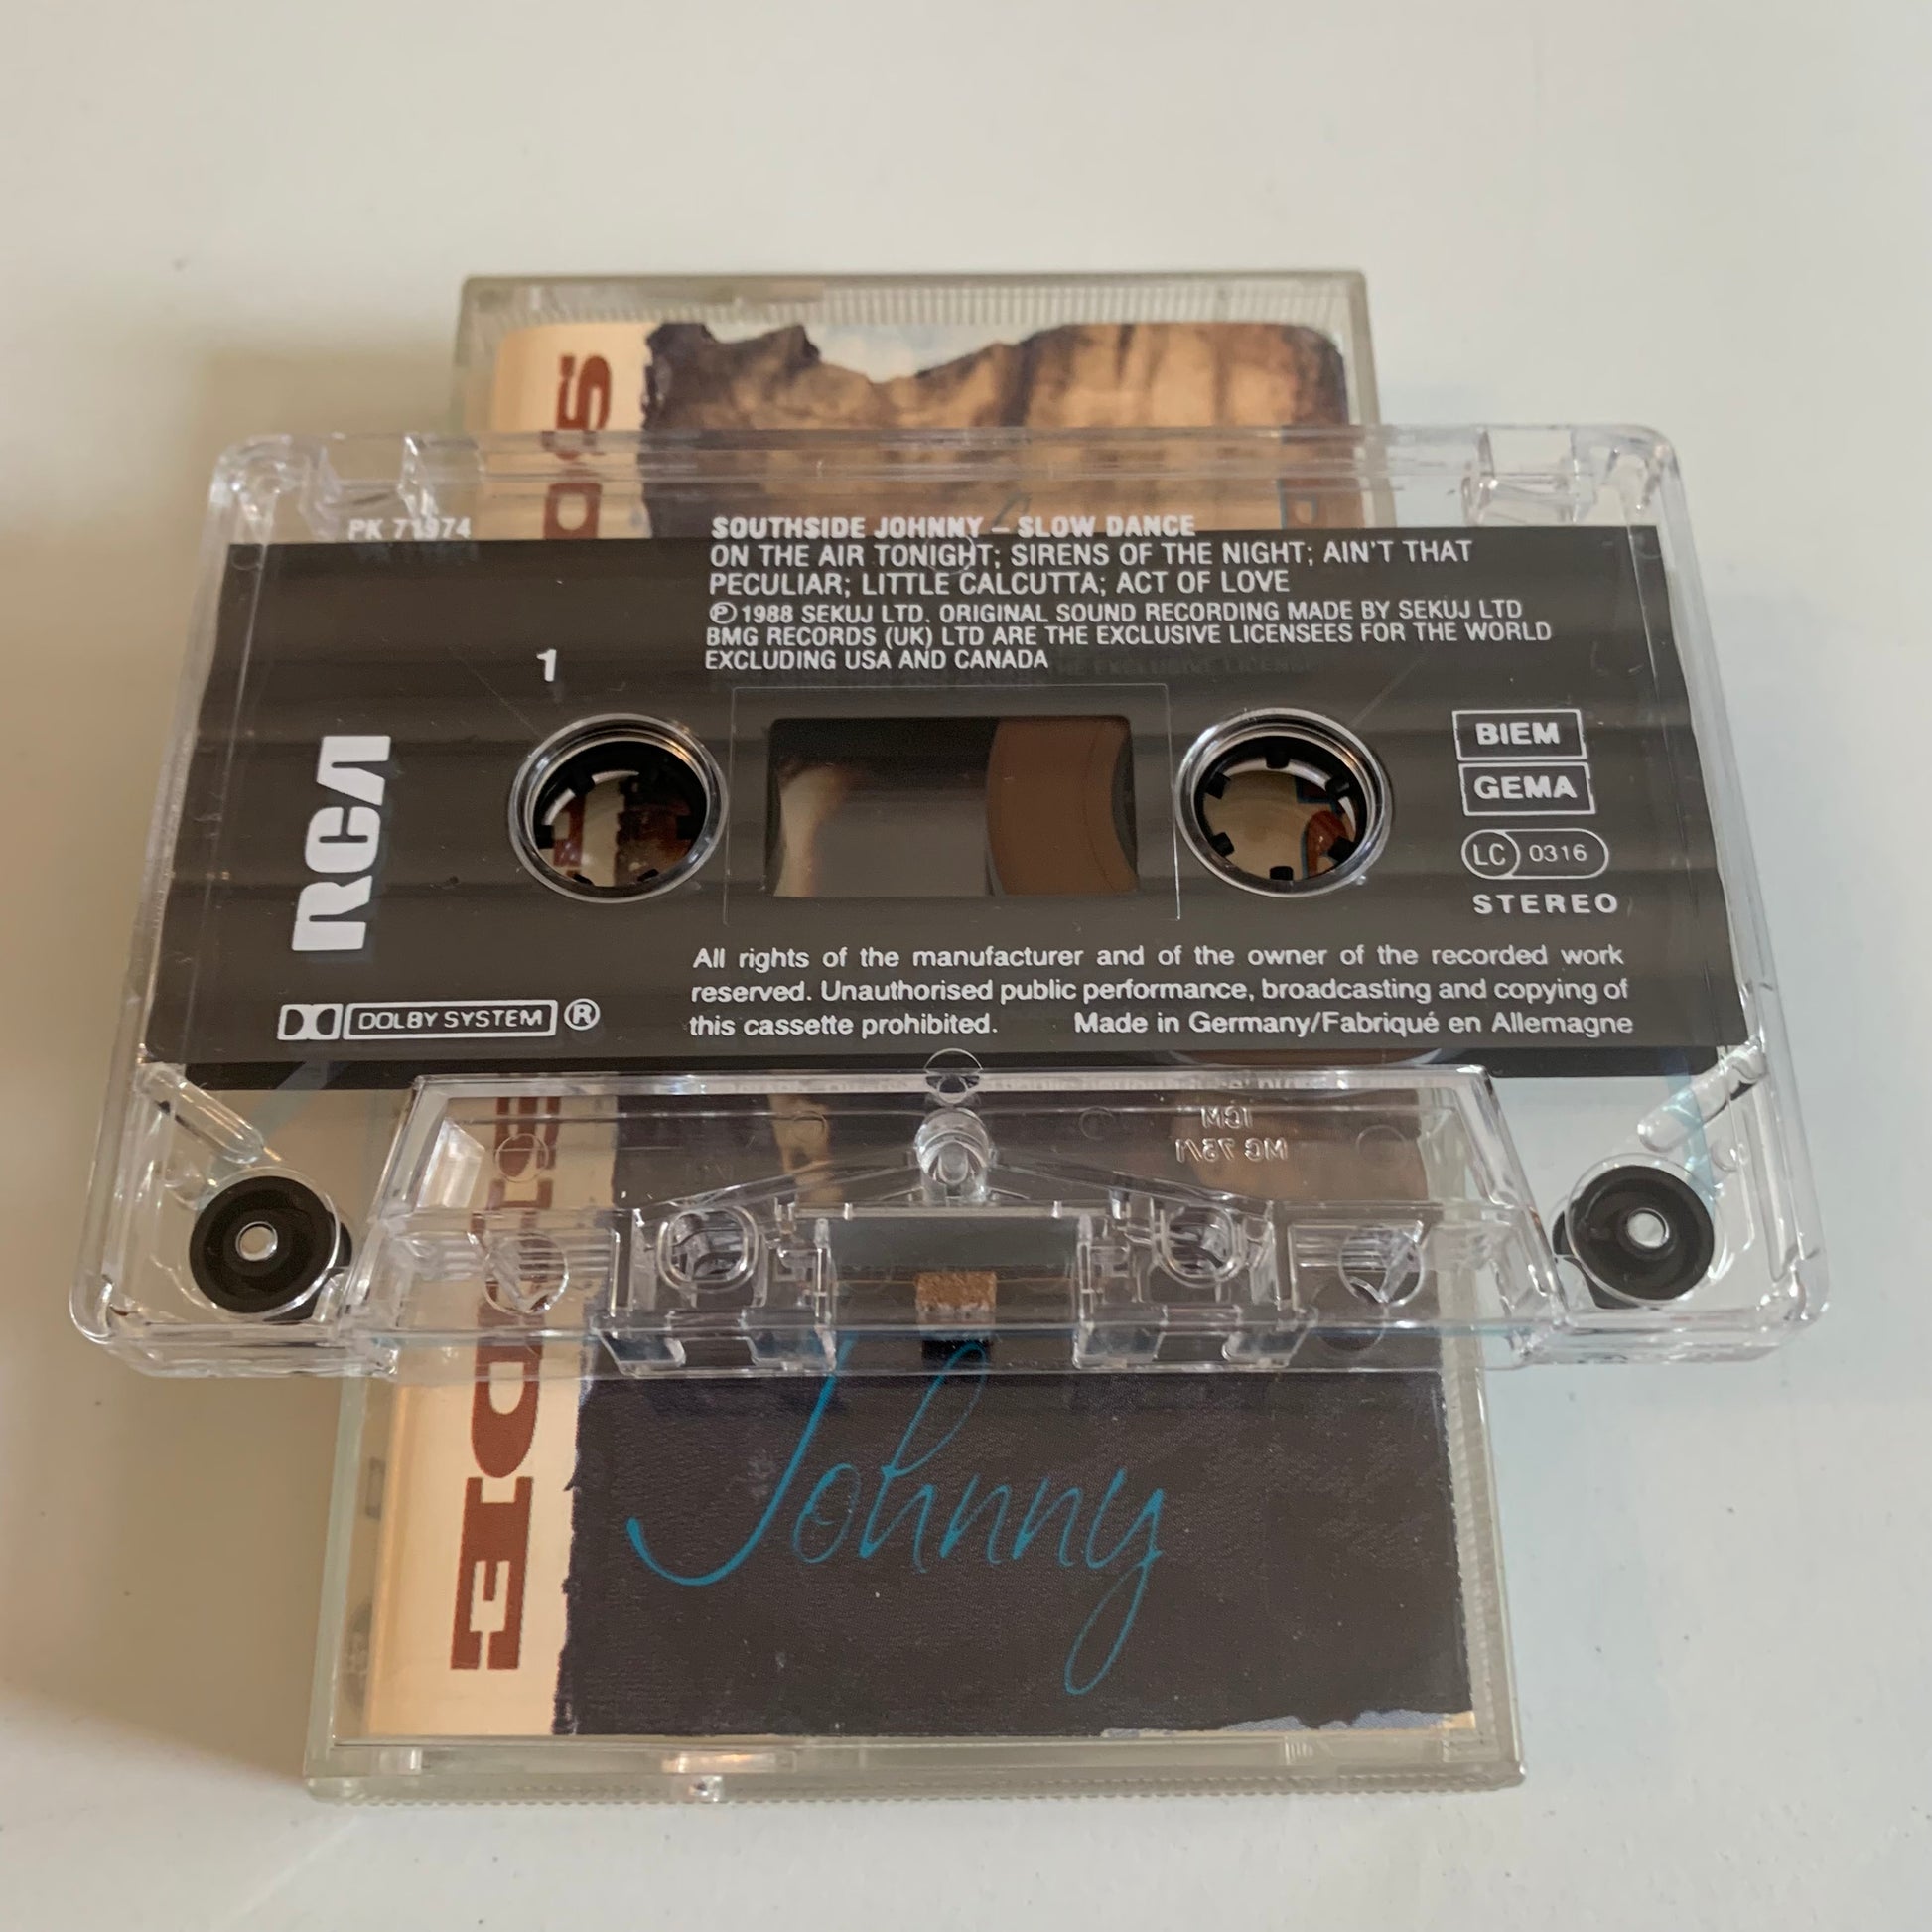 PK 71974
SOUTHSIDE JOHNNY – SLOW DANCE
ON THE AIR TONIGHT; SIRENS OF THE NIGHT; AIN'T THAT
PECULIAR; LITTLE CALCUTTA; ACT OF LOVE
℗1988 SEKUJ LTD. ORIGINAL SOUND RECORDING MADE BY SEKUJ LTD
BMG RECORDS (UK) LTD ARE THE EXCLUSIVE LICENSEES FOR THE WORLD
EXCLUDING USA AND CANADA
1
RCA
BIEM
GEMA
LC 0316
STEREO
All rights of the manufacturer and of the owner of the recorded work
reserved. Unauthorised public performance, broadcasting and copying of
this cassette prohibited. Made in Germany/Fabriqué en Allemagne
DOLBY SYSTEM ®
ICM
MC 75/1
Johnny